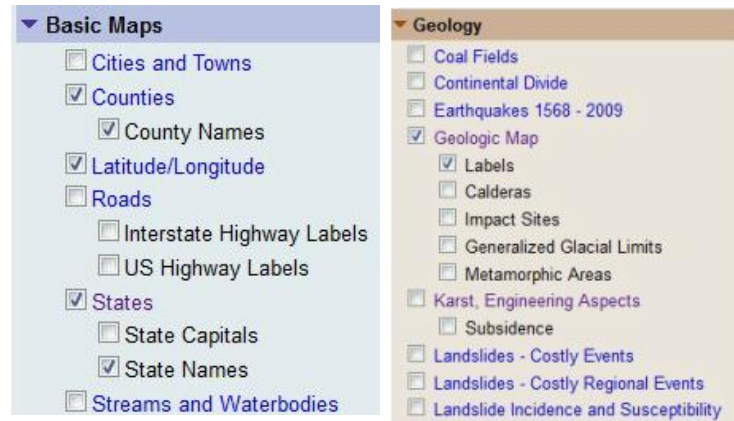 Basic Maps
Cities and Towns
Counties
County Names
Latitude/Longitude
Roads
Interstate Highway Labels
US Highway Labels
States
State Capitals
State Names
Streams and Waterbodies
Geology
Coal Fields
Continental Divide
Earthquakes 1568 - 2009
Geologic Map
Labels
Calderas
Impact Sites
Generalized Glacial Limits
Metamorphic Areas
Karst, Engineering Aspects
Subsidence
Landslides - Costly Events
Landslides - Costly Regional Events
Landslide Incidence and Susceptibility